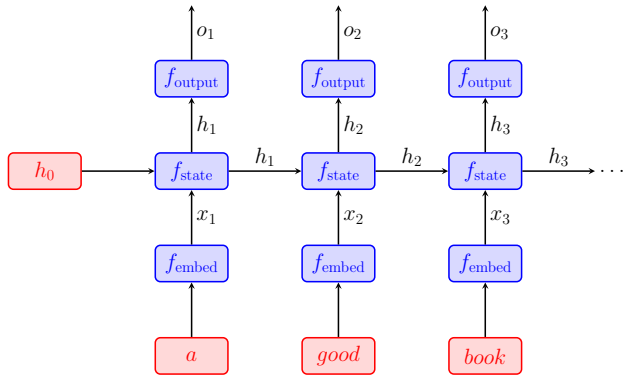 o₁ o₂ o₃
f_output f_output f_output
h₁ h₂ h₃
h₀ f_state h₁ f_state h₂ f_state h₃ ···
x₁ x₂ x₃
f_embed f_embed f_embed
a good book